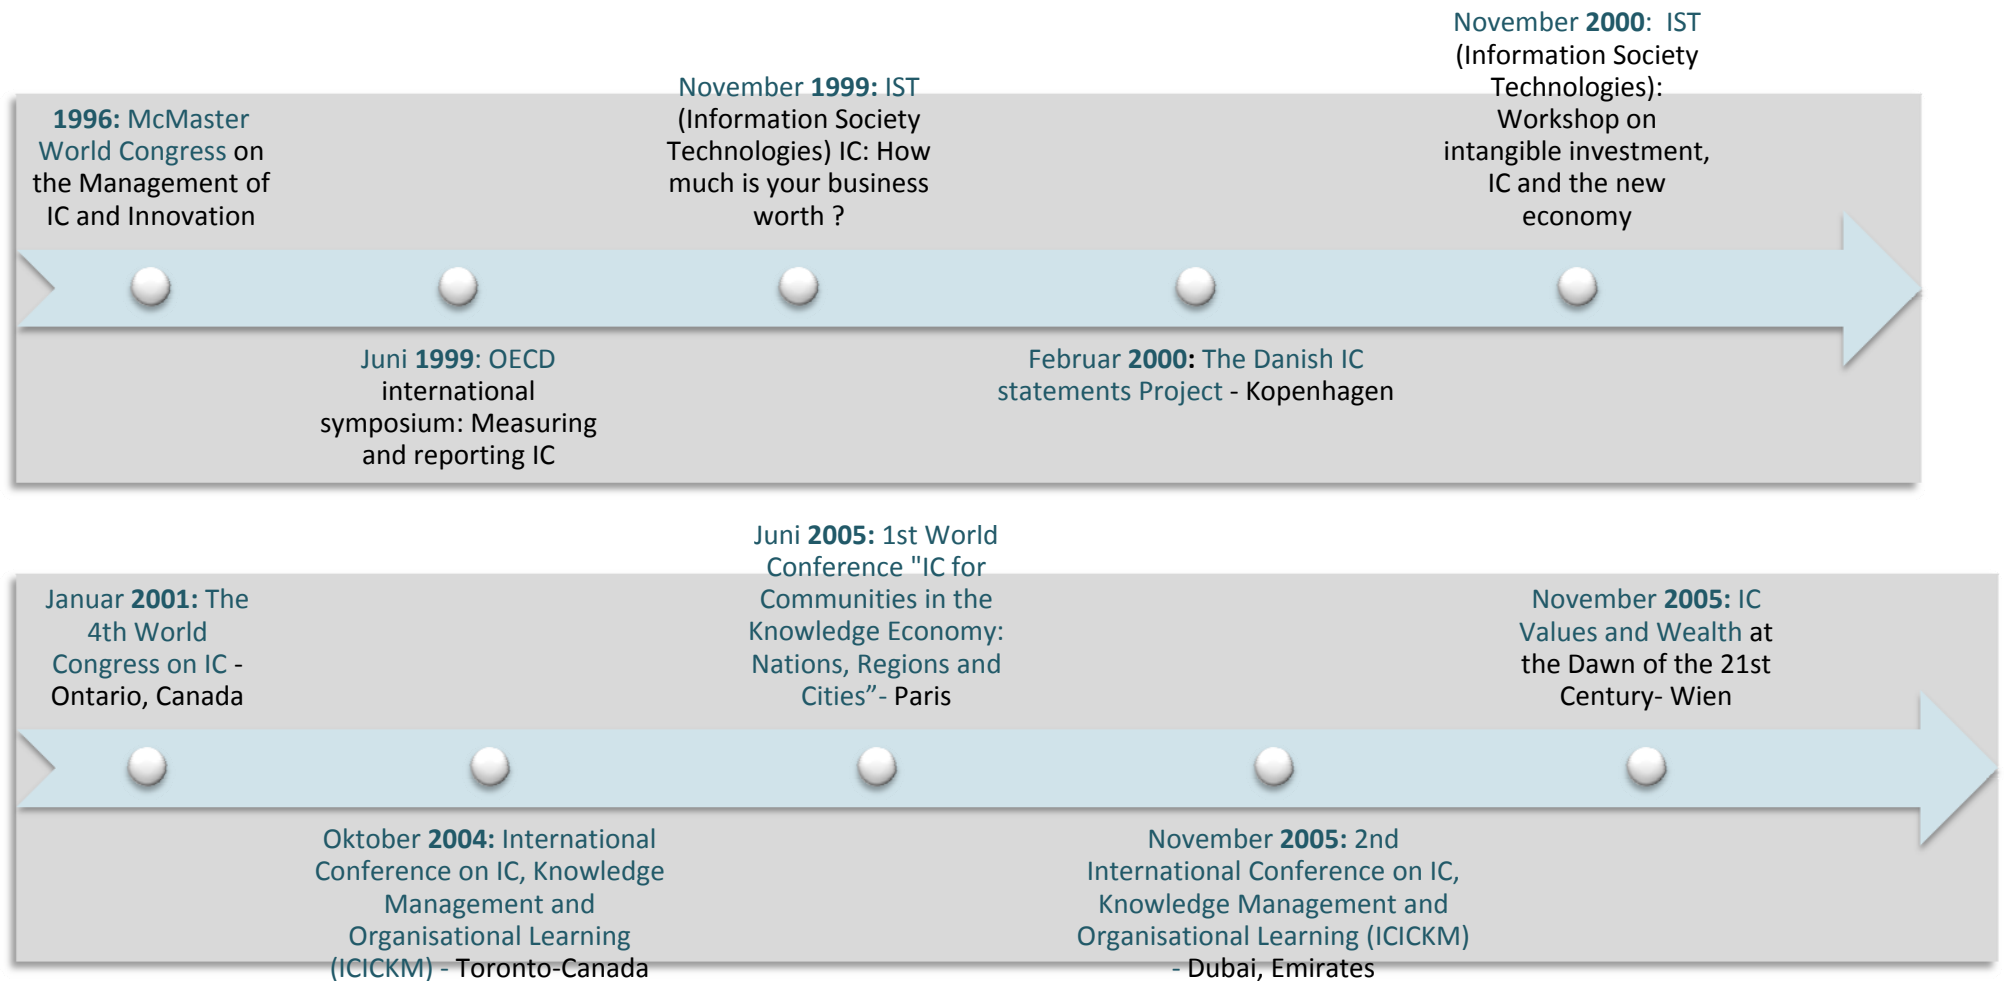 1996: McMaster
World Congress on
the Management of
IC and Innovation
Juni 1999: OECD
international
symposium: Measuring
and reporting IC
November 1999: IST
(Information Society
Technologies) IC: How
much is your business
worth ?
Februar 2000: The Danish IC
statements Project - Kopenhagen
November 2000:  IST
(Information Society
Technologies):
Workshop on
intangible investment,
IC and the new
economy
Januar 2001: The
4th World
Congress on IC -
Ontario, Canada
Oktober 2004: International
Conference on IC, Knowledge
Management and
Organisational Learning
(ICICKM) - Toronto-Canada
Juni 2005: 1st World
Conference "IC for
Communities in the
Knowledge Economy:
Nations, Regions and
Cities”- Paris
November 2005: 2nd
International Conference on IC,
Knowledge Management and
Organisational Learning (ICICKM)
- Dubai, Emirates
November 2005: IC
Values and Wealth at
the Dawn of the 21st
Century- Wien